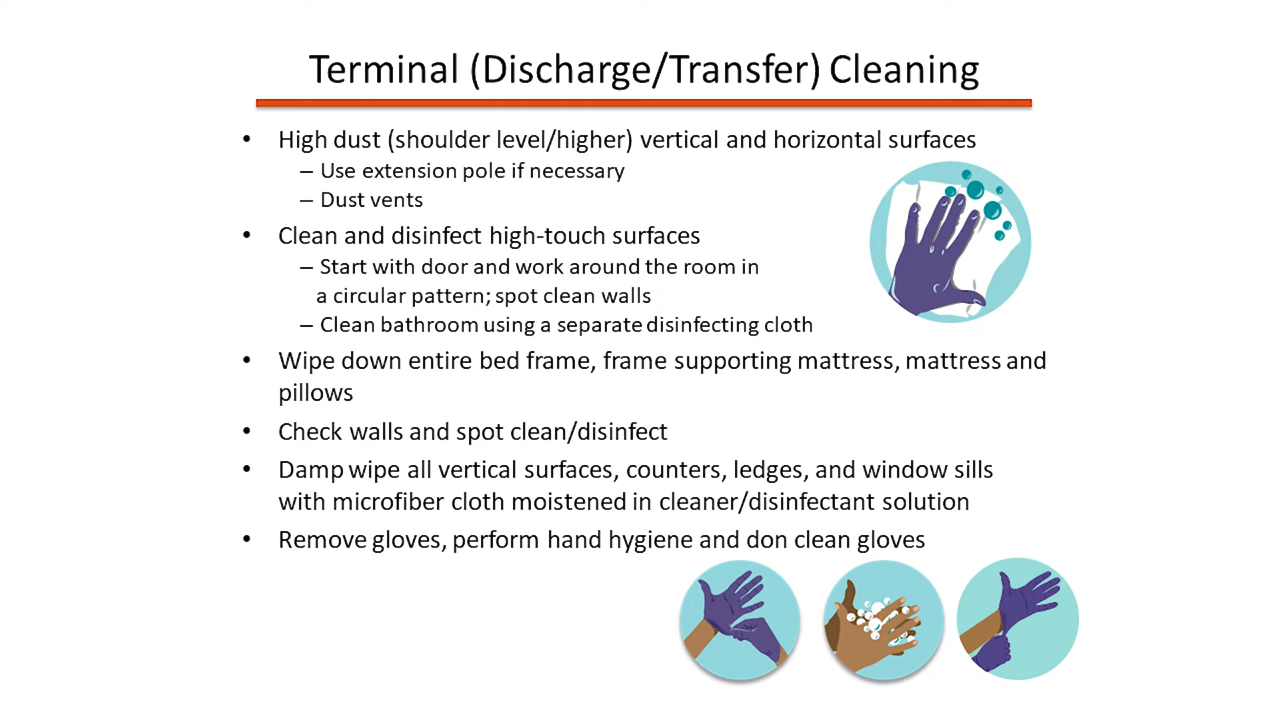 Terminal (Discharge/Transfer) Cleaning
• High dust (shoulder level/higher) vertical and horizontal surfaces
– Use extension pole if necessary
– Dust vents
• Clean and disinfect high-touch surfaces
– Start with door and work around the room in
a circular pattern; spot clean walls
– Clean bathroom using a separate disinfecting cloth
• Wipe down entire bed frame, frame supporting mattress, mattress and
pillows
• Check walls and spot clean/disinfect
• Damp wipe all vertical surfaces, counters, ledges, and window sills
with microfiber cloth moistened in cleaner/disinfectant solution
• Remove gloves, perform hand hygiene and don clean gloves